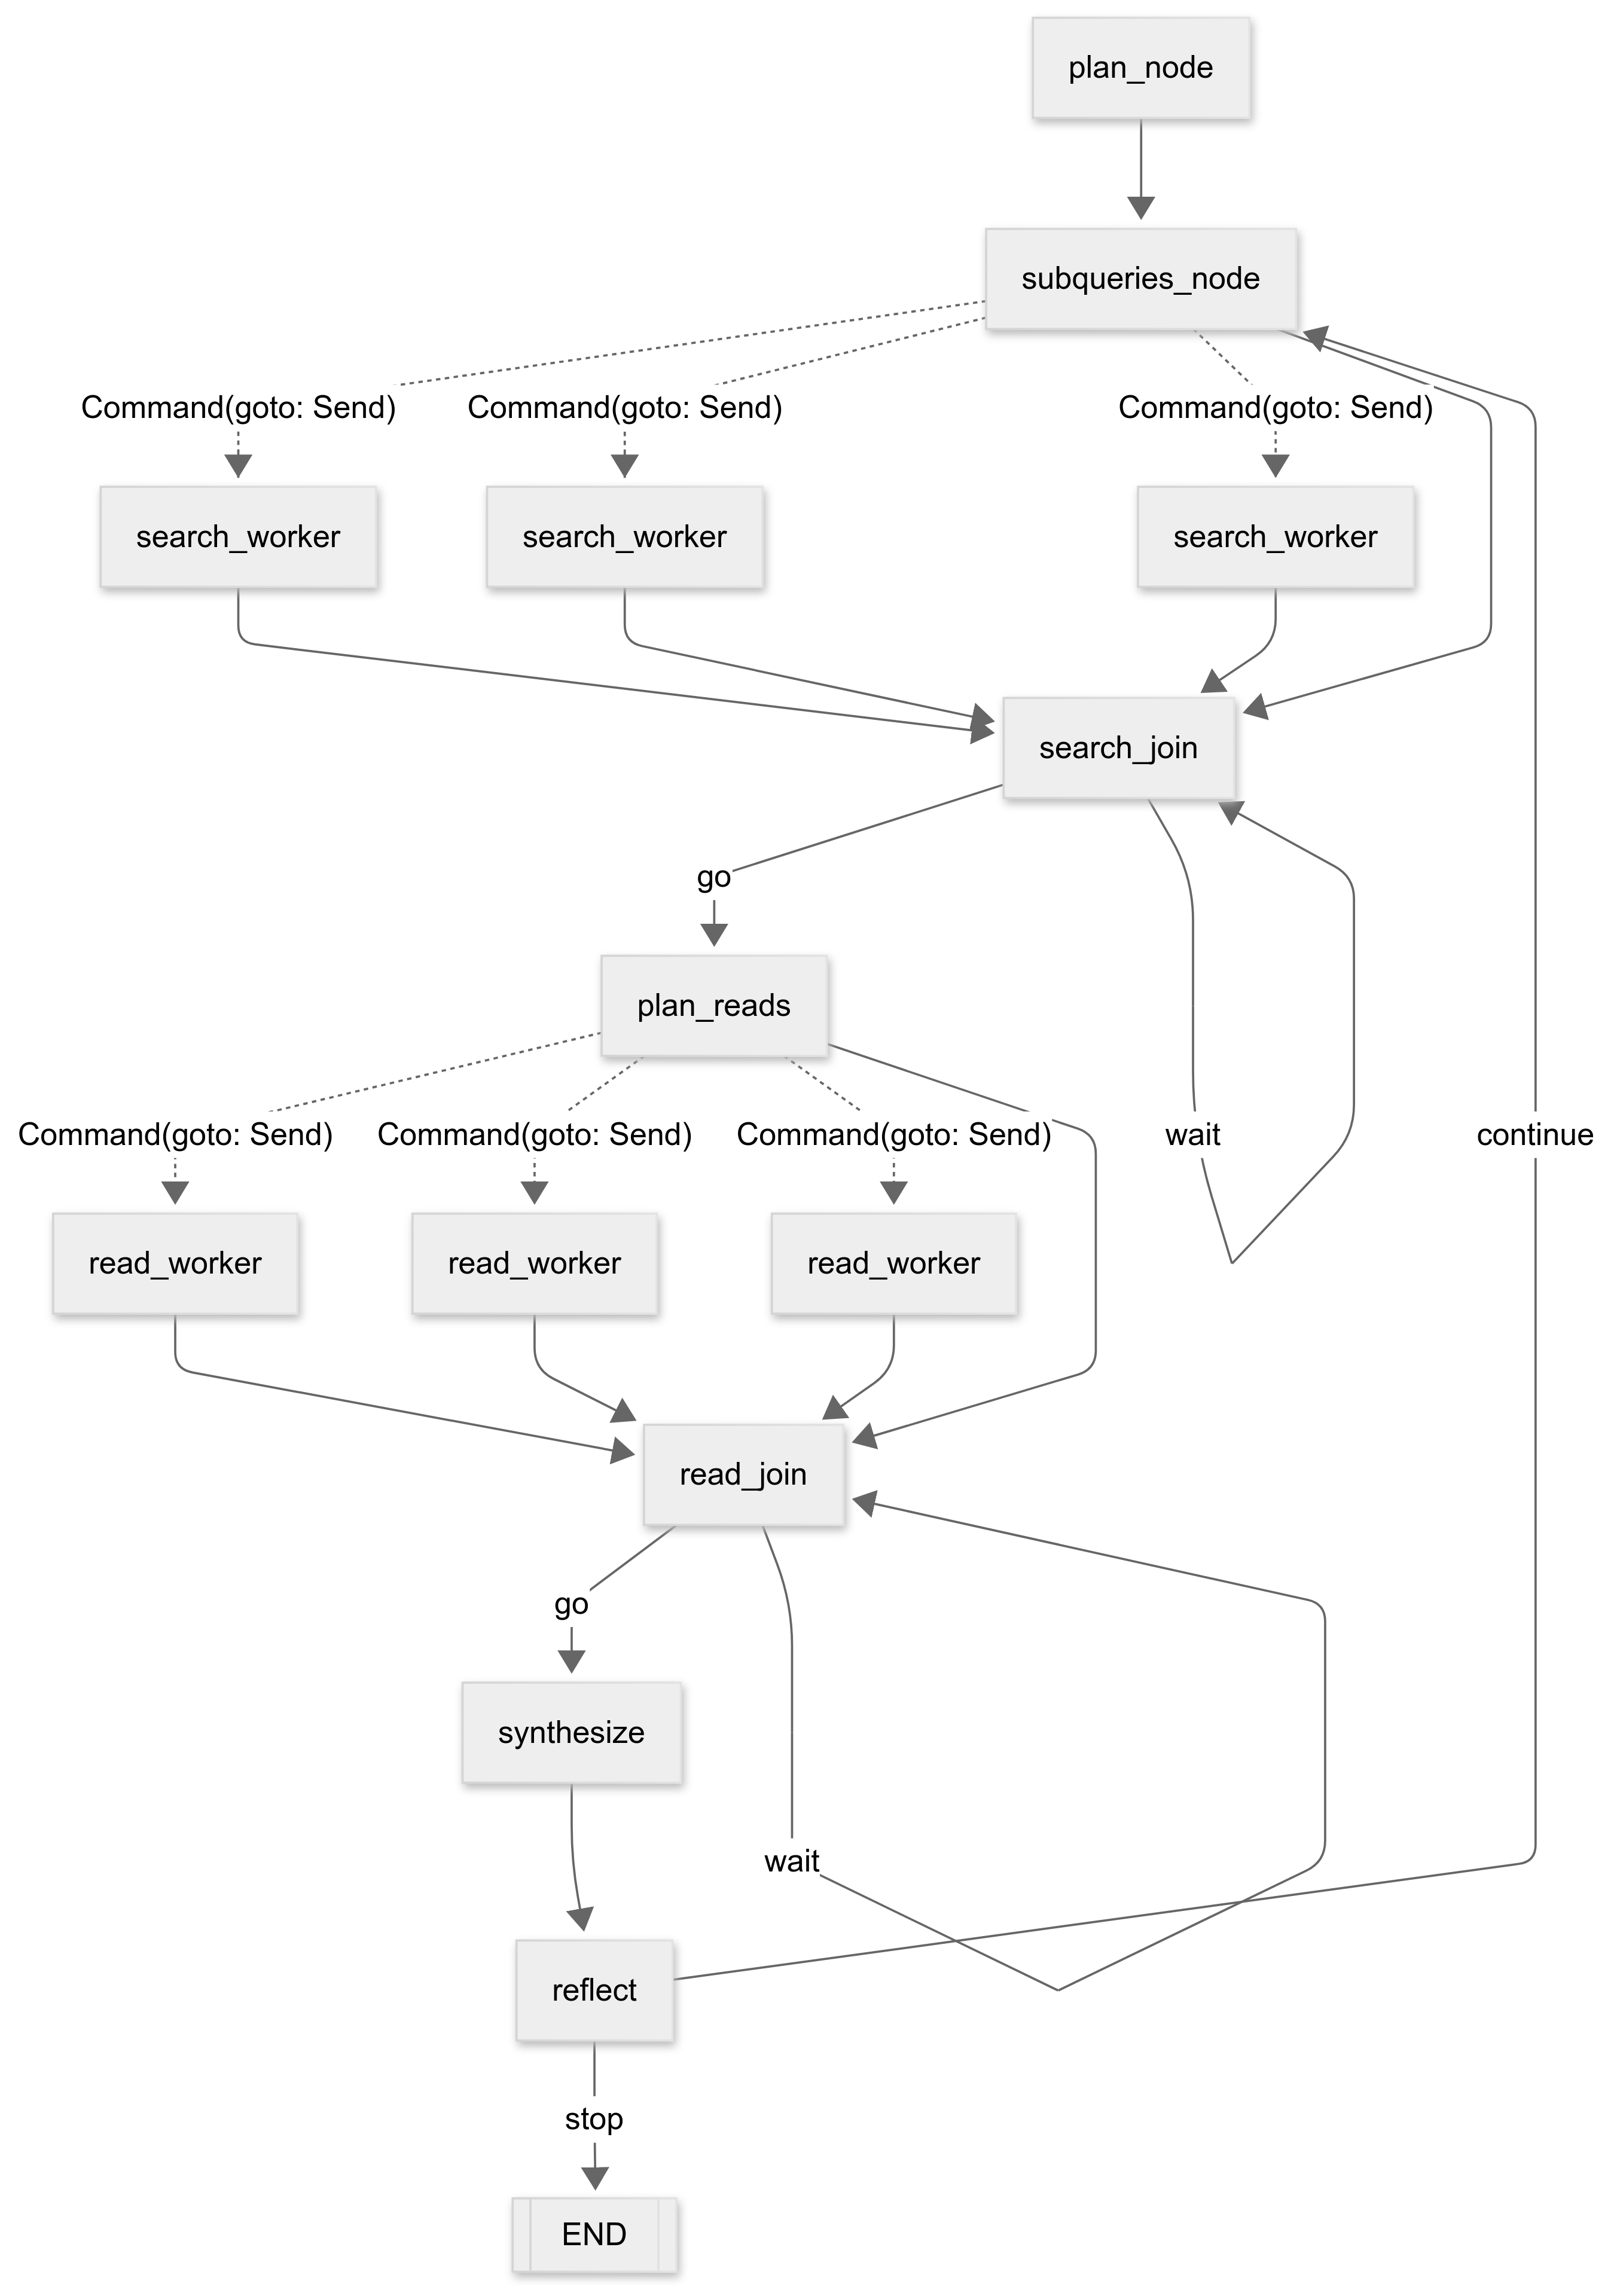 plan_node
subqueries_node
Command(goto: Send)
Command(goto: Send)
Command(goto: Send)
search_worker
search_worker
search_worker
search_join
go
plan_reads
Command(goto: Send)
Command(goto: Send)
Command(goto: Send)
wait
continue
read_worker
read_worker
read_worker
read_join
go
synthesize
wait
reflect
stop
END